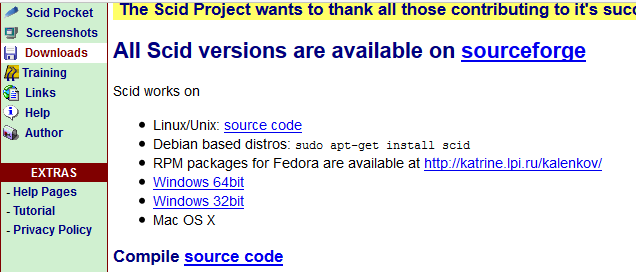 Scid Pocket
Screenshots
Downloads
Training
Links
Help
Author
EXTRAS
- Help Pages
- Tutorial
- Privacy Policy
The Scid Project wants to thank all those contributing to it's succ
All Scid versions are available on sourceforge
Scid works on
Linux/Unix: source code
Debian based distros: sudo apt-get install scid
RPM packages for Fedora are available at http://katrine.lpi.ru/kalenkov/
Windows 64bit
Windows 32bit
Mac OS X
Compile source code